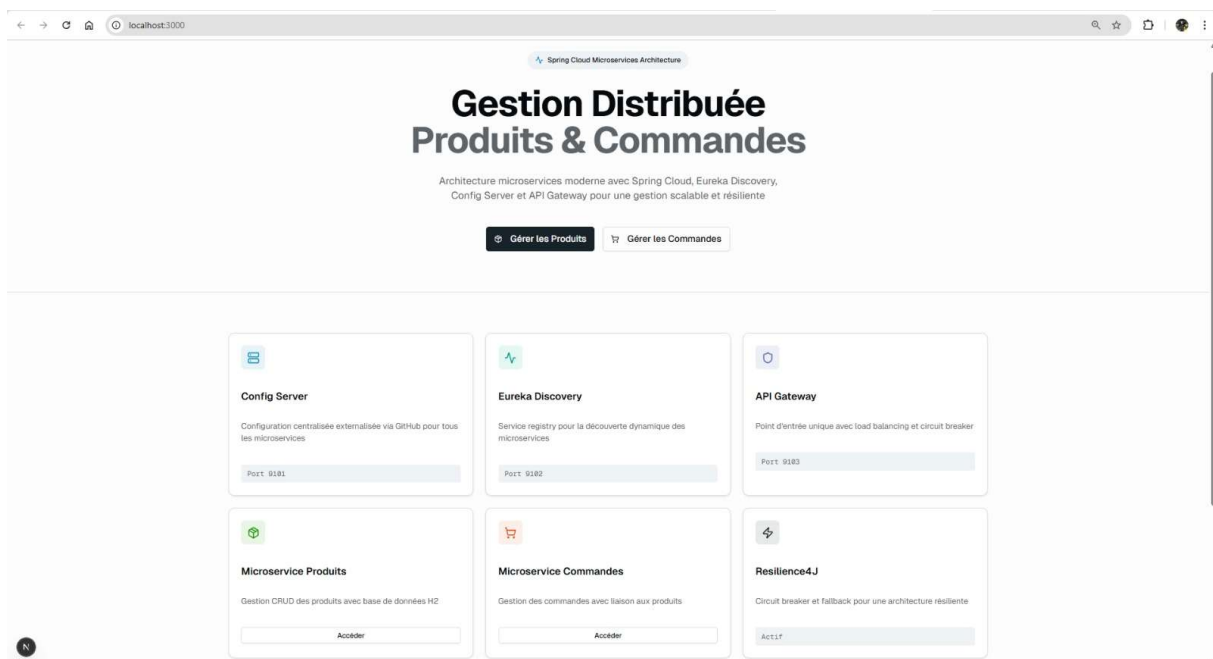 localhost:3000
Spring Cloud Microservices Architecture
Gestion Distribuée
Produits & Commandes
Architecture microservices moderne avec Spring Cloud, Eureka Discovery,
Config Server et API Gateway pour une gestion scalable et résiliente
Gérer les Produits
Gérer les Commandes
Config Server
Configuration centralisée externalisée via GitHub pour tous
les microservices
Port 9101
Eureka Discovery
Service registry pour la découverte dynamique des
microservices
Port 9102
API Gateway
Point d'entrée unique avec load balancing et circuit breaker
Port 9103
Microservice Produits
Gestion CRUD des produits avec base de données H2
Accéder
Microservice Commandes
Gestion des commandes avec liaison aux produits
Accéder
Resilience4J
Circuit breaker et fallback pour une architecture résiliente
Actif
N